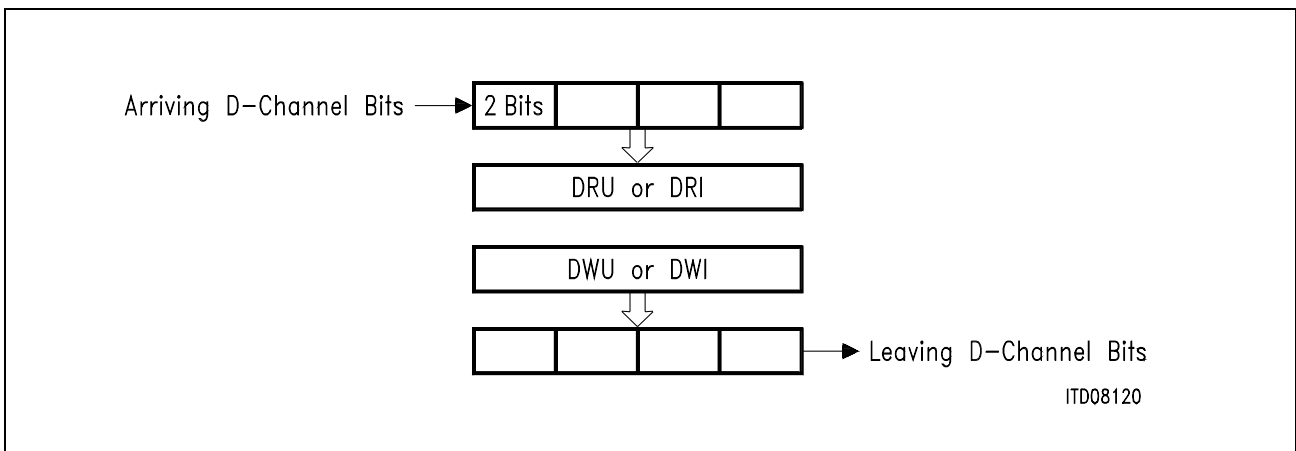 Arriving D-Channel Bits
2 Bits
DRU or DRI
DWU or DWI
Leaving D-Channel Bits
ITD08120